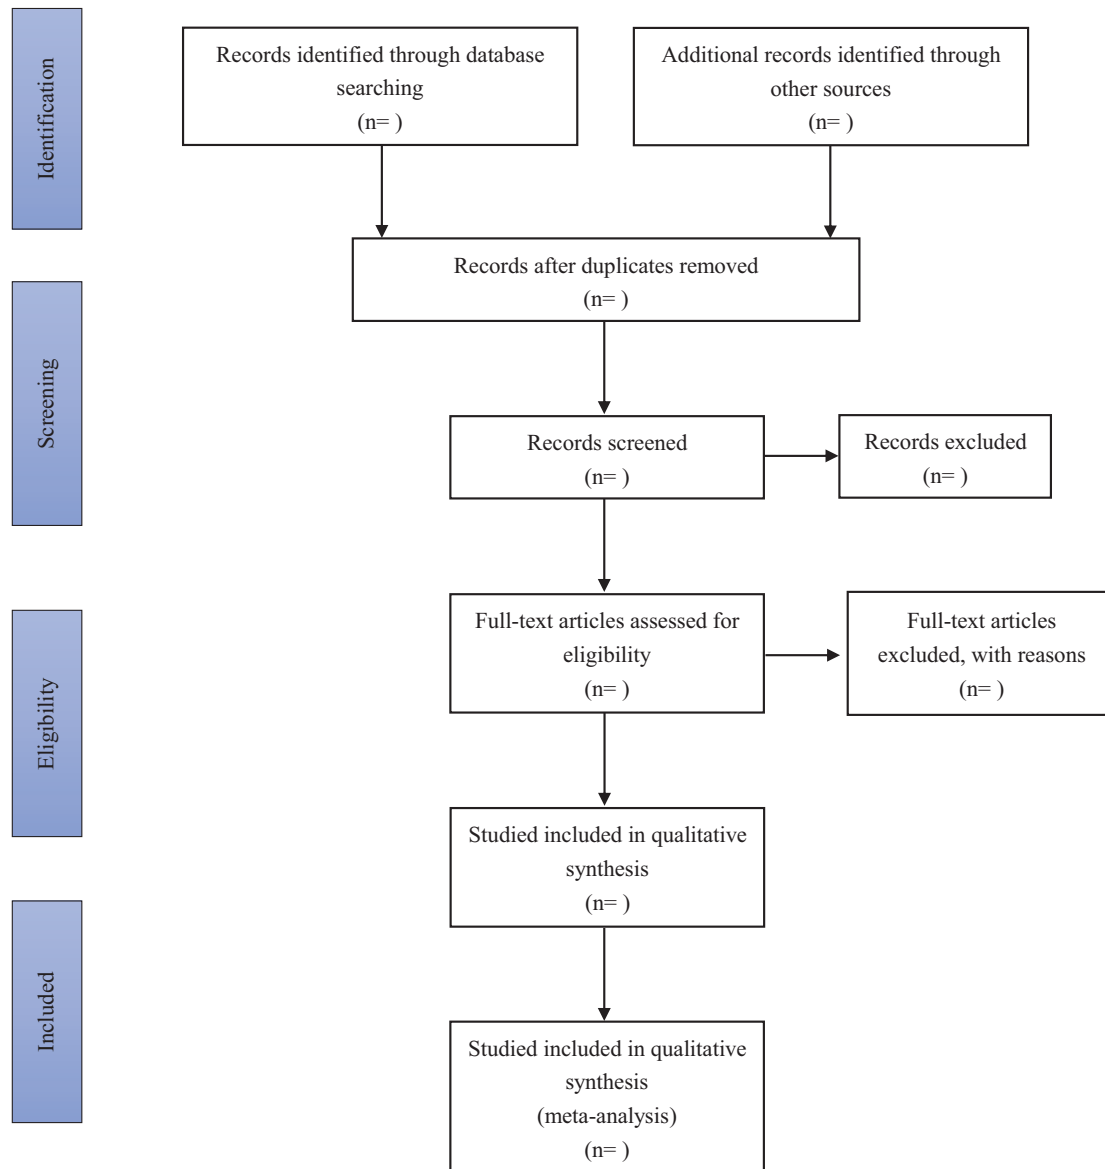 Identification
Records identified through database
searching
(n= )
Additional records identified through
other sources
(n= )
Records after duplicates removed
(n= )
Screening
Records screened
(n= )
Records excluded
(n= )
Eligibility
Full-text articles assessed for
eligibility
(n= )
Full-text articles
excluded, with reasons
(n= )
Studied included in qualitative
synthesis
(n= )
Included
Studied included in qualitative
synthesis
(meta-analysis)
(n= )